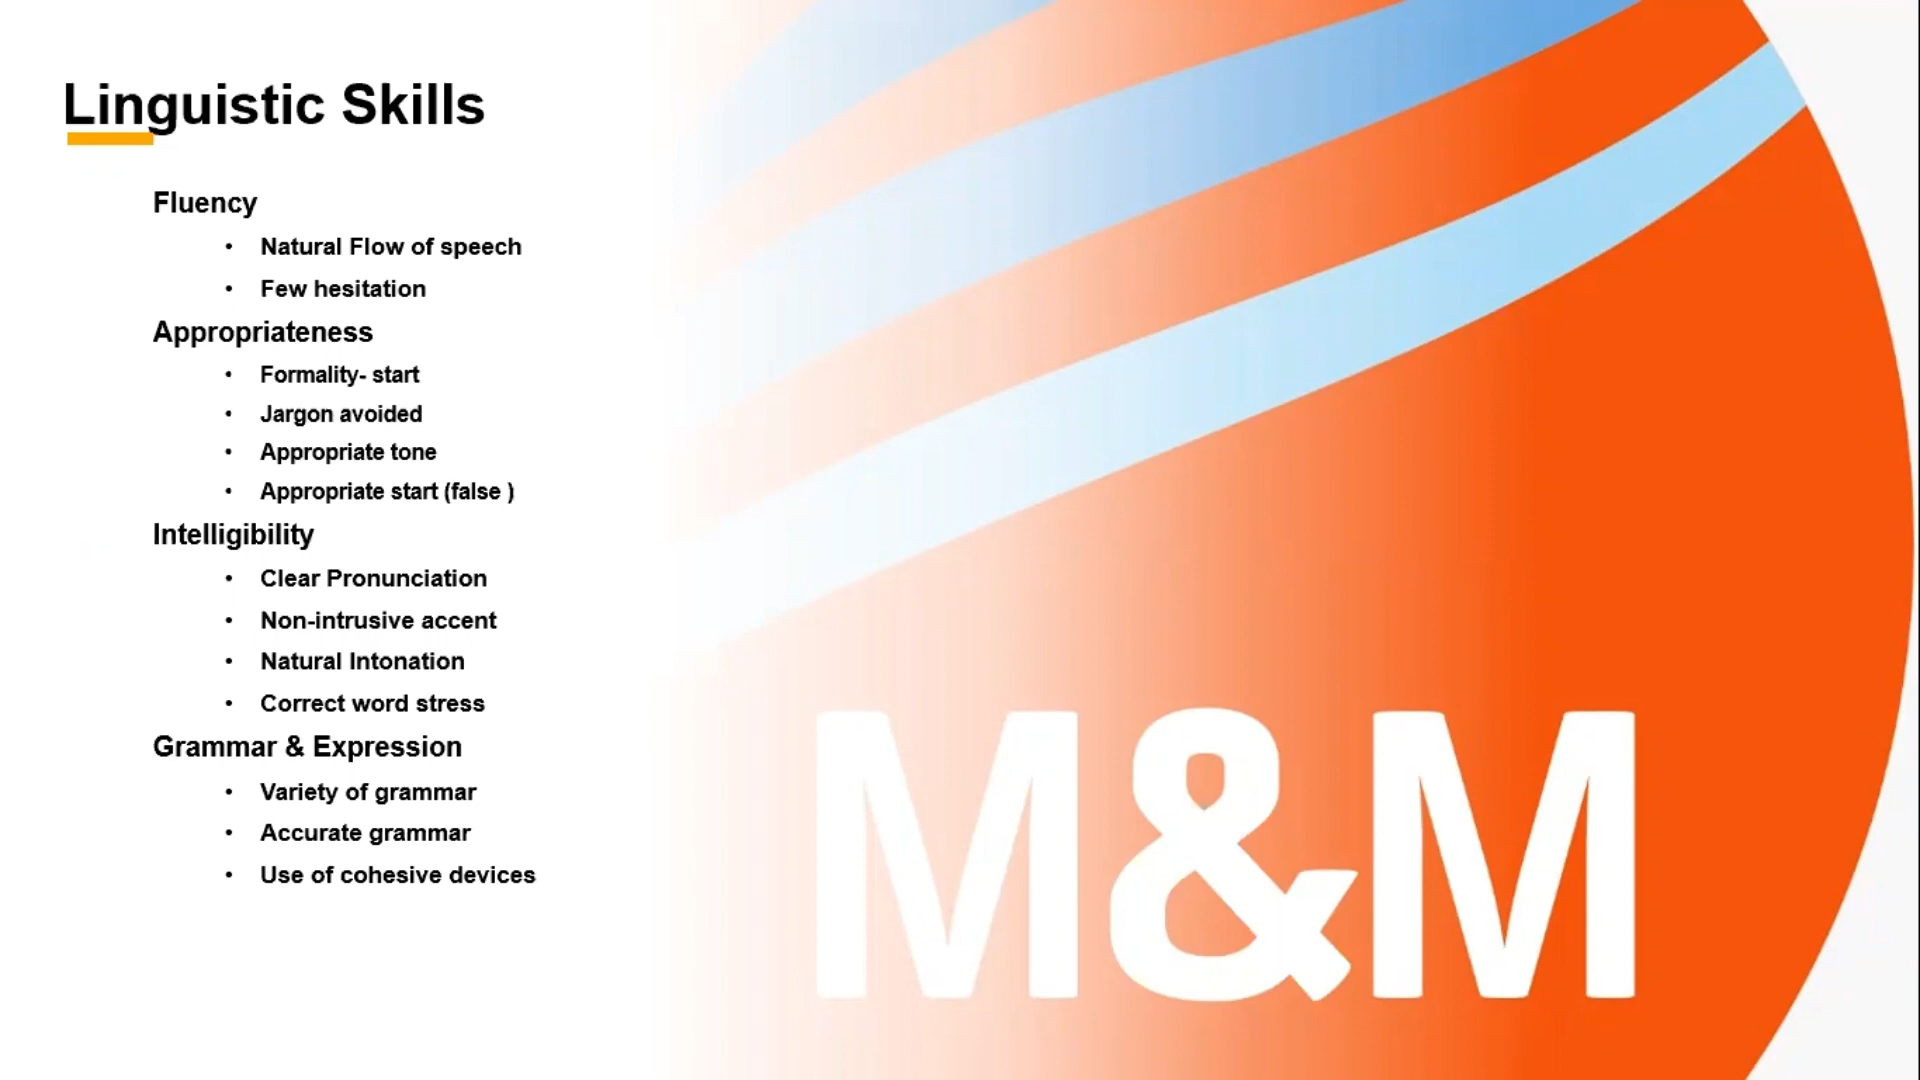 Linguistic Skills
Fluency
• Natural Flow of speech
• Few hesitation
Appropriateness
• Formality- start
• Jargon avoided
• Appropriate tone
• Appropriate start (false )
Intelligibility
• Clear Pronunciation
• Non-intrusive accent
• Natural Intonation
• Correct word stress
Grammar & Expression
• Variety of grammar
• Accurate grammar
• Use of cohesive devices
M&M